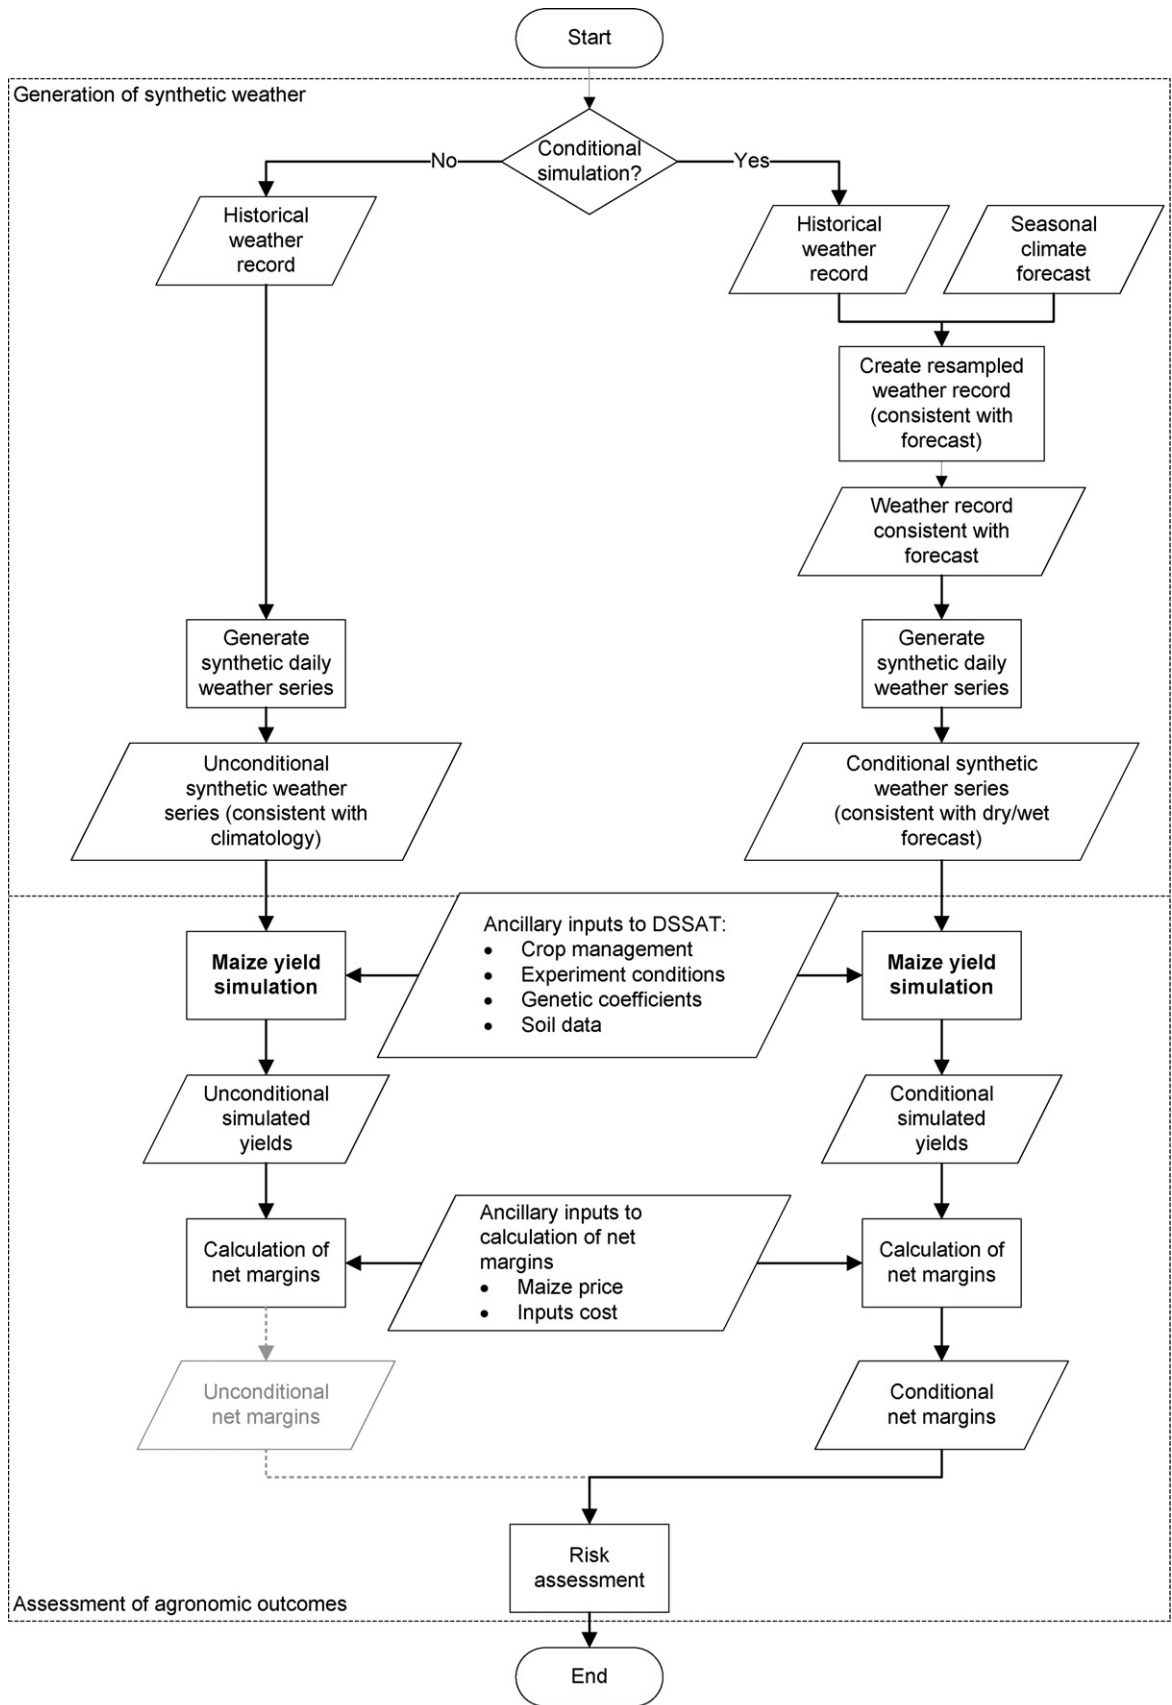 Start
Generation of synthetic weather
Conditional
simulation?
No
Yes
Historical
weather
record
Historical
weather
record
Seasonal
climate
forecast
Create resampled
weather record
(consistent with
forecast)
Weather record
consistent with
forecast
Generate
synthetic daily
weather series
Generate
synthetic daily
weather series
Unconditional
synthetic weather
series (consistent with
climatology)
Conditional synthetic
weather series
(consistent with dry/wet
forecast)
Maize yield
simulation
Ancillary inputs to DSSAT:
• Crop management
• Experiment conditions
• Genetic coefficients
• Soil data
Maize yield
simulation
Unconditional
simulated
yields
Conditional
simulated
yields
Calculation of
net margins
Ancillary inputs to
calculation of net
margins
• Maize price
• Inputs cost
Calculation of
net margins
Unconditional
net margins
Conditional
net margins
Risk
assessment
Assessment of agronomic outcomes
End